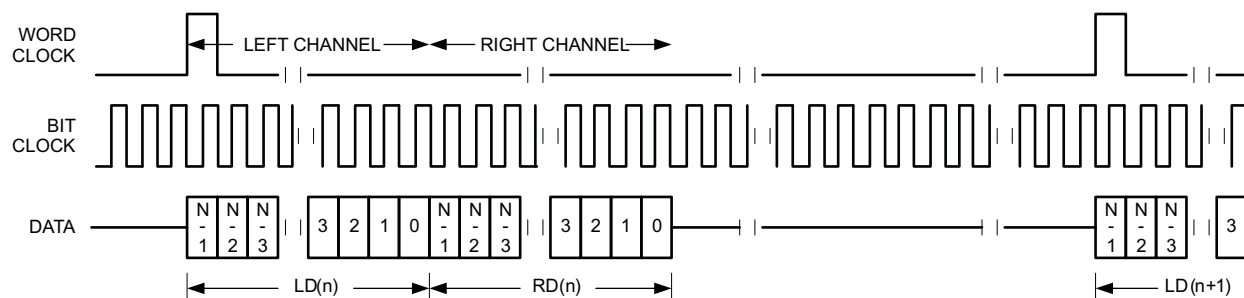 WORD
CLOCK
LEFT CHANNEL
RIGHT CHANNEL
BIT
CLOCK
DATA
N-1 N-2 N-3 3 2 1 0 N-1 N-2 N-3 3 2 1 0 N-1 N-2 N-3 3
LD(n) RD(n) LD(n+1)